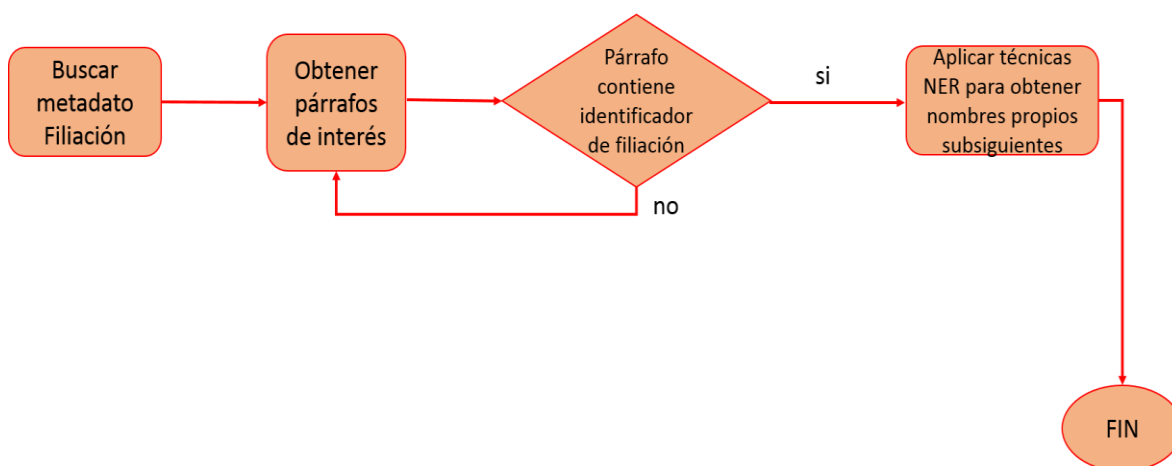 Buscar
metadato
Filiación
Obtener
párrafos
de interés
Párrafo
contiene
identificador
de filiación
si
no
Aplicar técnicas
NER para obtener
nombres propios
subsiguientes
FIN